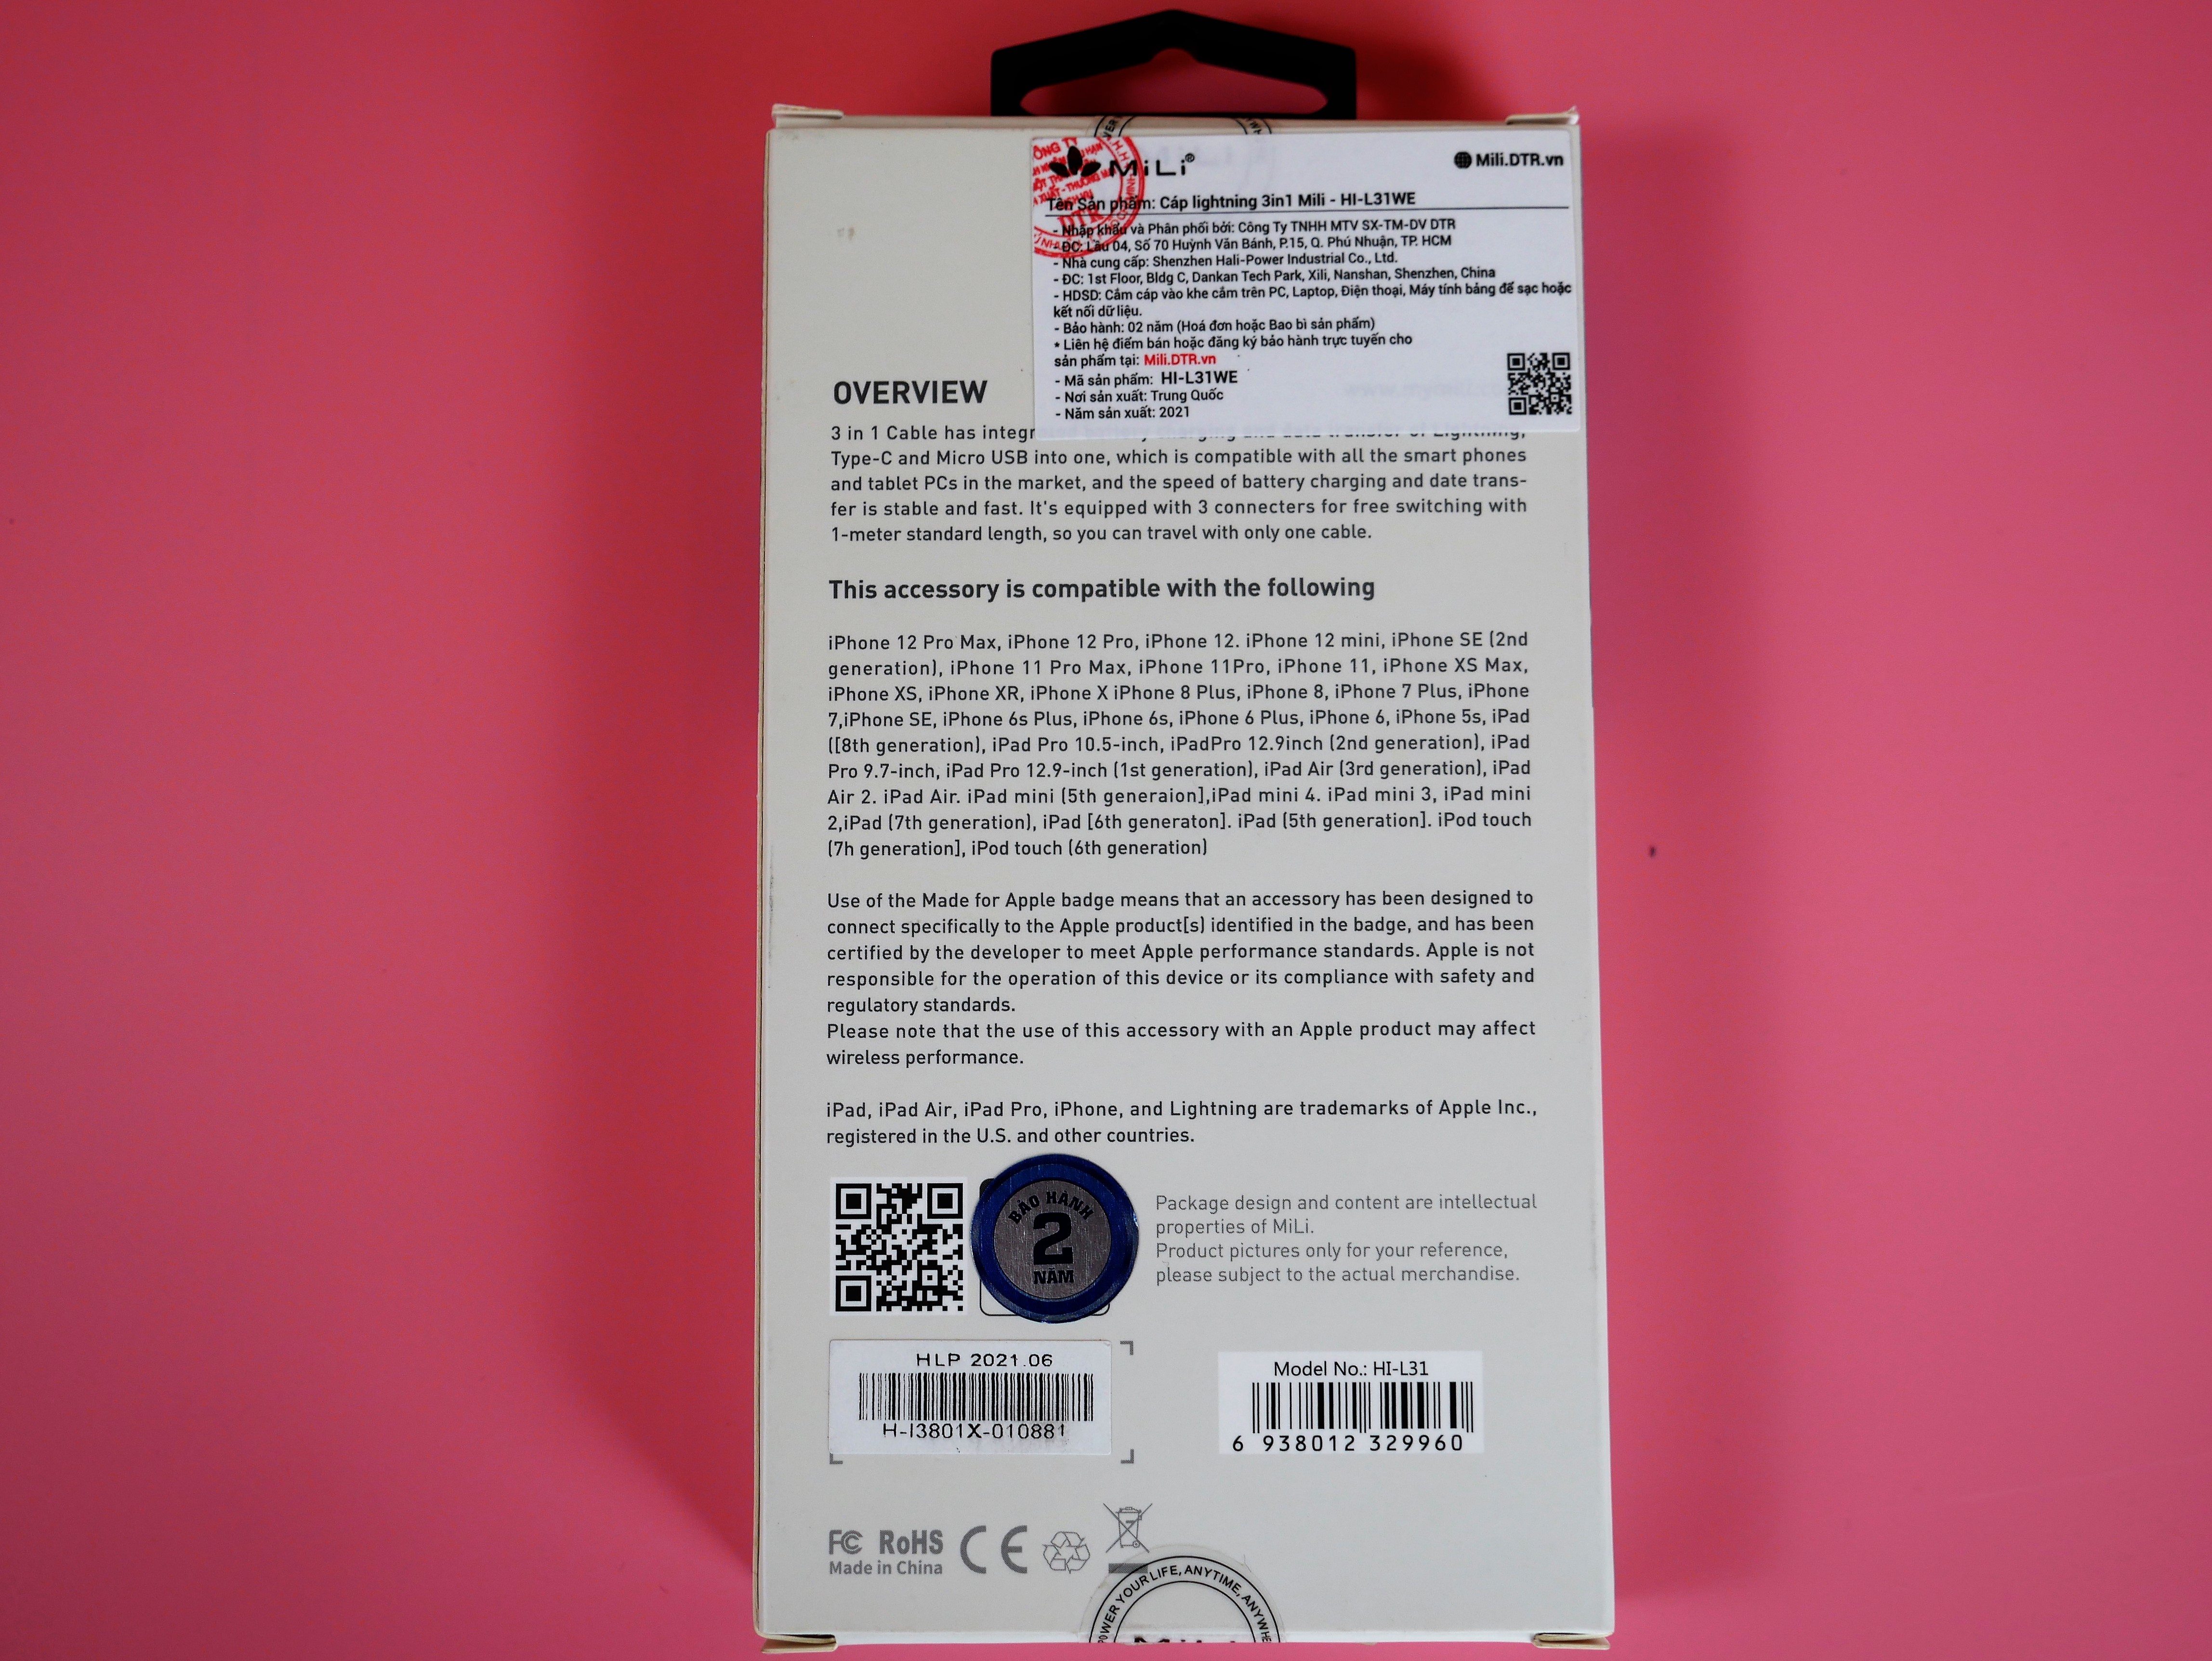 MiLi®
Mili.DTR.vn
Tên Sản phẩm: Cáp lightning 3in1 Mili - HI-L31WE
- Nhập khẩu và Phân phối bởi: Công Ty TNHH MTV SX-TM-DV DTR
- ĐC: Lầu 04, Số 70 Huỳnh Văn Bánh, P.15, Q. Phú Nhuận, TP. HCM
- Nhà cung cấp: Shenzhen Hali-Power Industrial Co., Ltd.
- ĐC: 1st Floor, Bldg C, Dankan Tech Park, Xili, Nanshan, Shenzhen, China
- HDSD: Cắm cáp vào khe cắm trên PC, Laptop, Điện thoại, Máy tính bảng để sạc hoặc
kết nối dữ liệu.
- Bảo hành: 02 năm (Hoá đơn hoặc Bao bì sản phẩm)
* Liên hệ điểm bán hoặc đăng ký bảo hành trực tuyến cho
sản phẩm tại: Mili.DTR.vn
- Mã sản phẩm: HI-L31WE
- Nơi sản xuất: Trung Quốc
- Năm sản xuất: 2021
DTR
OVERVIEW
3 in 1 Cable has integr
Type-C and Micro USB into one, which is compatible with all the smart phones
and tablet PCs in the market, and the speed of battery charging and date trans-
fer is stable and fast. It's equipped with 3 connecters for free switching with
1-meter standard length, so you can travel with only one cable.
This accessory is compatible with the following
iPhone 12 Pro Max, iPhone 12 Pro, iPhone 12. iPhone 12 mini, iPhone SE (2nd
generation), iPhone 11 Pro Max, iPhone 11Pro, iPhone 11, iPhone XS Max,
iPhone XS, iPhone XR, iPhone X iPhone 8 Plus, iPhone 8, iPhone 7 Plus, iPhone
7,iPhone SE, iPhone 6s Plus, iPhone 6s, iPhone 6 Plus, iPhone 6, iPhone 5s, iPad
([8th generation), iPad Pro 10.5-inch, iPadPro 12.9inch (2nd generation), iPad
Pro 9.7-inch, iPad Pro 12.9-inch (1st generation), iPad Air (3rd generation), iPad
Air 2. iPad Air. iPad mini (5th generaion],iPad mini 4. iPad mini 3, iPad mini
2,iPad (7th generation), iPad [6th generaton]. iPad (5th generation]. iPod touch
(7h generation], iPod touch (6th generation)
Use of the Made for Apple badge means that an accessory has been designed to
connect specifically to the Apple product[s) identified in the badge, and has been
certified by the developer to meet Apple performance standards. Apple is not
responsible for the operation of this device or its compliance with safety and
regulatory standards.
Please note that the use of this accessory with an Apple product may affect
wireless performance.
iPad, iPad Air, iPad Pro, iPhone, and Lightning are trademarks of Apple Inc.,
registered in the U.S. and other countries.
BẢO HÀNH
2
NĂM
Package design and content are intellectual
properties of MiLi.
Product pictures only for your reference,
please subject to the actual merchandise.
HLP 2021.06
H-I3801X-010881
Model No.: HI-L31
6 938012 329960
FC RoHS CE
Made in China
POWER YOUR LIFE, ANYTIME, ANYWHE